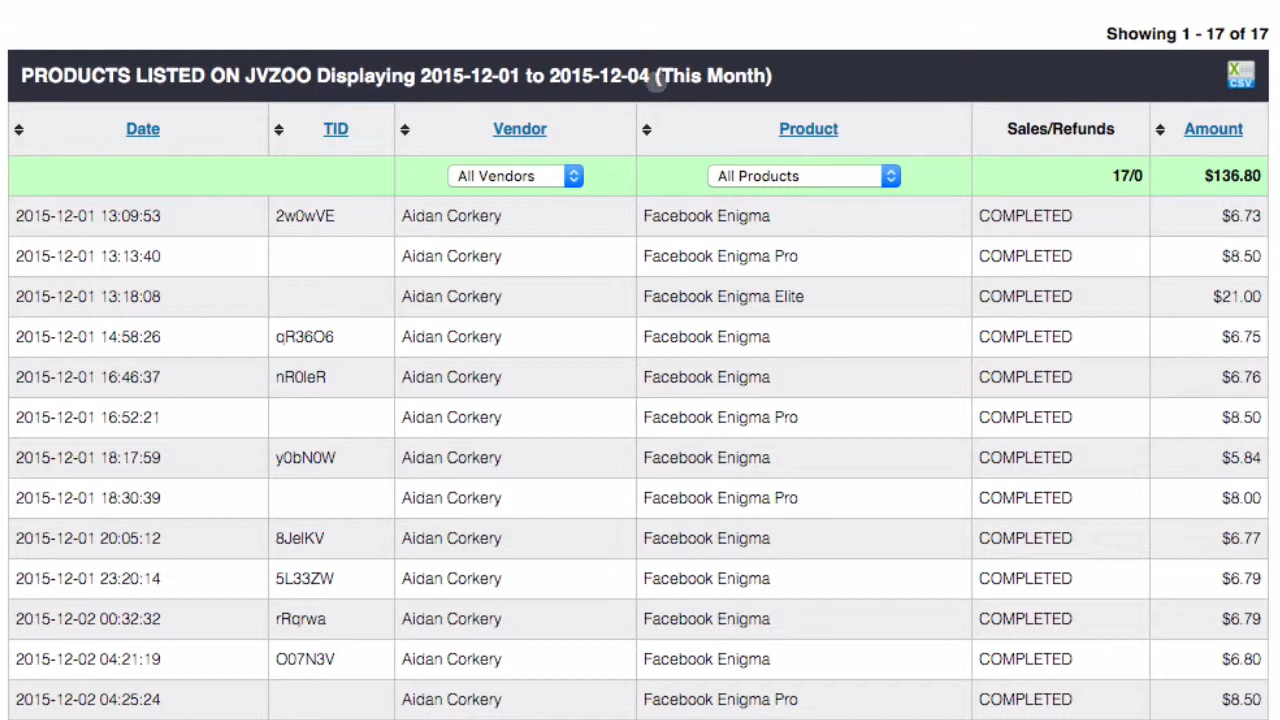 Showing 1 - 17 of 17
PRODUCTS LISTED ON JVZOO Displaying 2015-12-01 to 2015-12-04 (This Month)
CSV
Date TID Vendor Product Sales/Refunds Amount
All Vendors All Products 17/0 $136.80
2015-12-01 13:09:53 2w0wVE Aidan Corkery Facebook Enigma COMPLETED $6.73
2015-12-01 13:13:40 Aidan Corkery Facebook Enigma Pro COMPLETED $8.50
2015-12-01 13:18:08 Aidan Corkery Facebook Enigma Elite COMPLETED $21.00
2015-12-01 14:58:26 qR36O6 Aidan Corkery Facebook Enigma COMPLETED $6.75
2015-12-01 16:46:37 nR0leR Aidan Corkery Facebook Enigma COMPLETED $6.76
2015-12-01 16:52:21 Aidan Corkery Facebook Enigma Pro COMPLETED $8.50
2015-12-01 18:17:59 y0bN0W Aidan Corkery Facebook Enigma COMPLETED $5.84
2015-12-01 18:30:39 Aidan Corkery Facebook Enigma Pro COMPLETED $8.00
2015-12-01 20:05:12 8JelKV Aidan Corkery Facebook Enigma COMPLETED $6.77
2015-12-01 23:20:14 5L33ZW Aidan Corkery Facebook Enigma COMPLETED $6.79
2015-12-02 00:32:32 rRqrwa Aidan Corkery Facebook Enigma COMPLETED $6.79
2015-12-02 04:21:19 O07N3V Aidan Corkery Facebook Enigma COMPLETED $6.80
2015-12-02 04:25:24 Aidan Corkery Facebook Enigma Pro COMPLETED $8.50